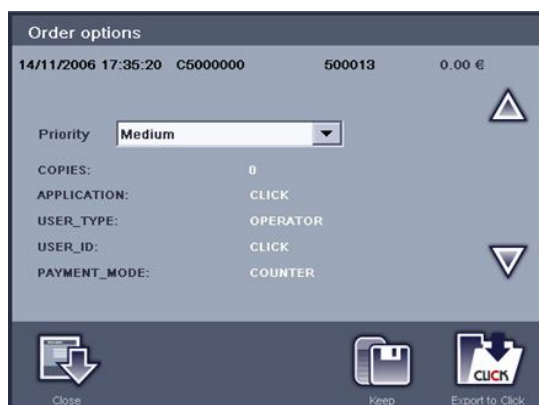 Order options
14/11/2006 17:35:20 C5000000 500013 0.00 €
Priority Medium
COPIES: 0
APPLICATION: CLICK
USER_TYPE: OPERATOR
USER_ID: CLICK
PAYMENT_MODE: COUNTER
CLICK
Close Keep Export to Click